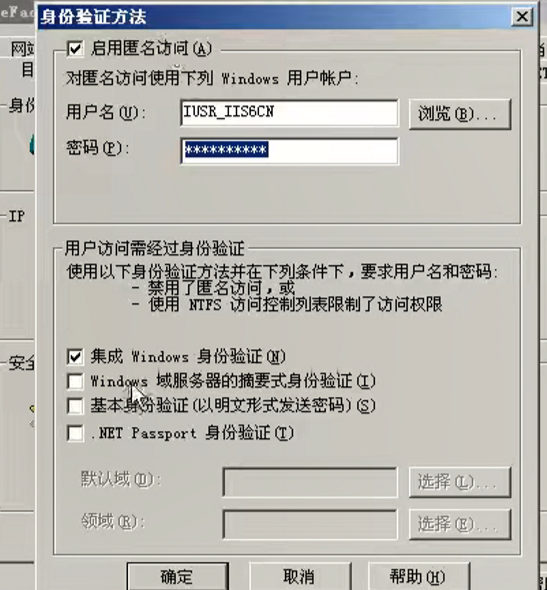 eFac
身份验证方法
网站
启用匿名访问(A)
目
对匿名访问使用下列 Windows 用户帐户:
身份
用户名(U):
IUSR_IIS6CN
浏览(B)...
密码(P):
**********
IP
用户访问需经过身份验证
使用以下身份验证方法并在下列条件下，要求用户名和密码:
- 禁用了匿名访问，或
- 使用 NTFS 访问控制列表限制了访问权限
安全
集成 Windows 身份验证(N)
Windows 域服务器的摘要式身份验证(I)
基本身份验证(以明文形式发送密码)(S)
.NET Passport 身份验证(T)
默认域(D):
选择(L)...
领域(R):
选择(E)...
确定
取消
帮助(H)